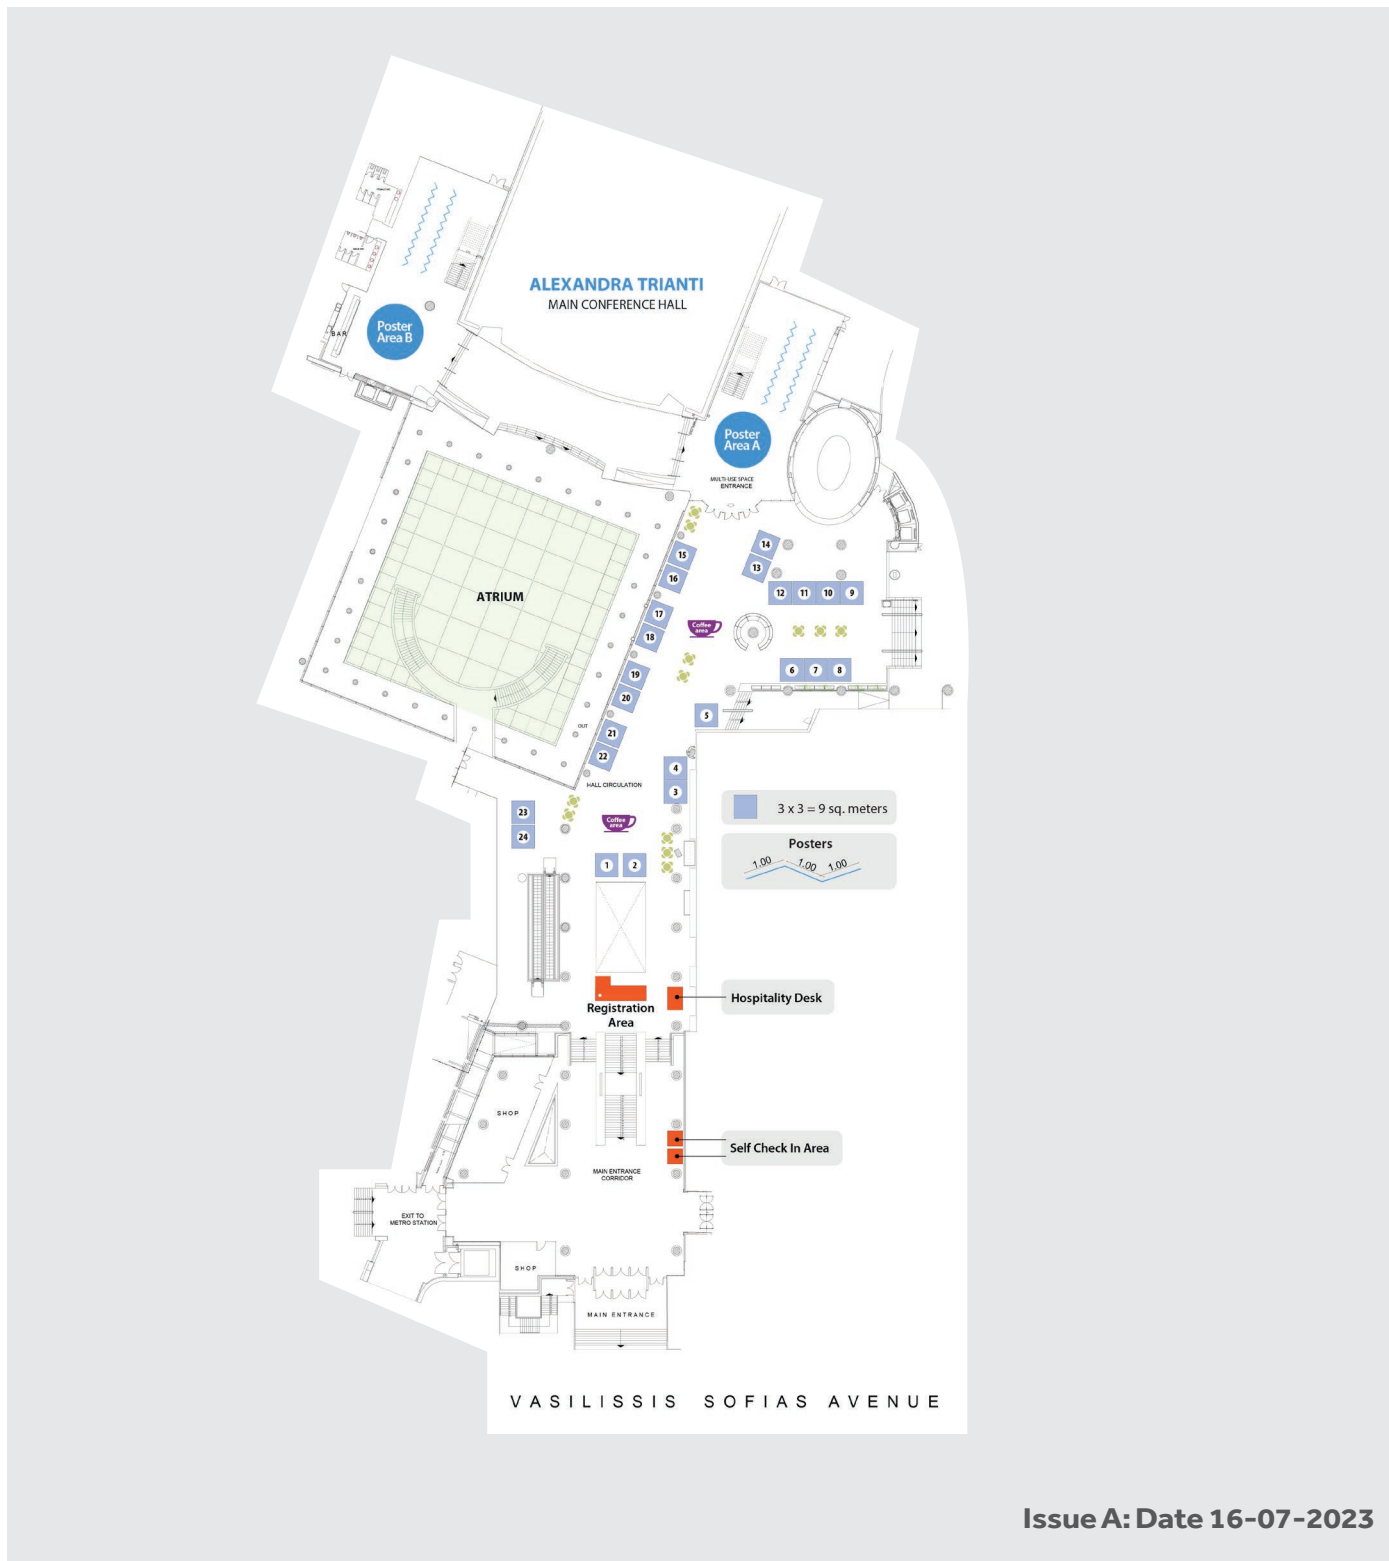 ALEXANDRA TRIANTI
MAIN CONFERENCE HALL
Poster
Area B
BAR
Poster
Area A
MULTI-USE SPACE
ENTRANCE
14
13
15
16
12
11
10
9
17
18
Coffee
area
ATRIUM
6
7
8
19
20
5
21
22
OUT
4
3
HALL CIRCULATION
3 x 3 = 9 sq. meters
23
24
Coffee
area
Posters
1.00
1.00
1.00
1
2
Hospitality Desk
Registration
Area
SHOP
Self Check In Area
MAIN ENTRANCE
CORRIDOR
EXIT TO
METRO STATION
SHOP
MAIN ENTRANCE
VASILISSIS SOFIAS AVENUE
Issue A: Date 16-07-2023